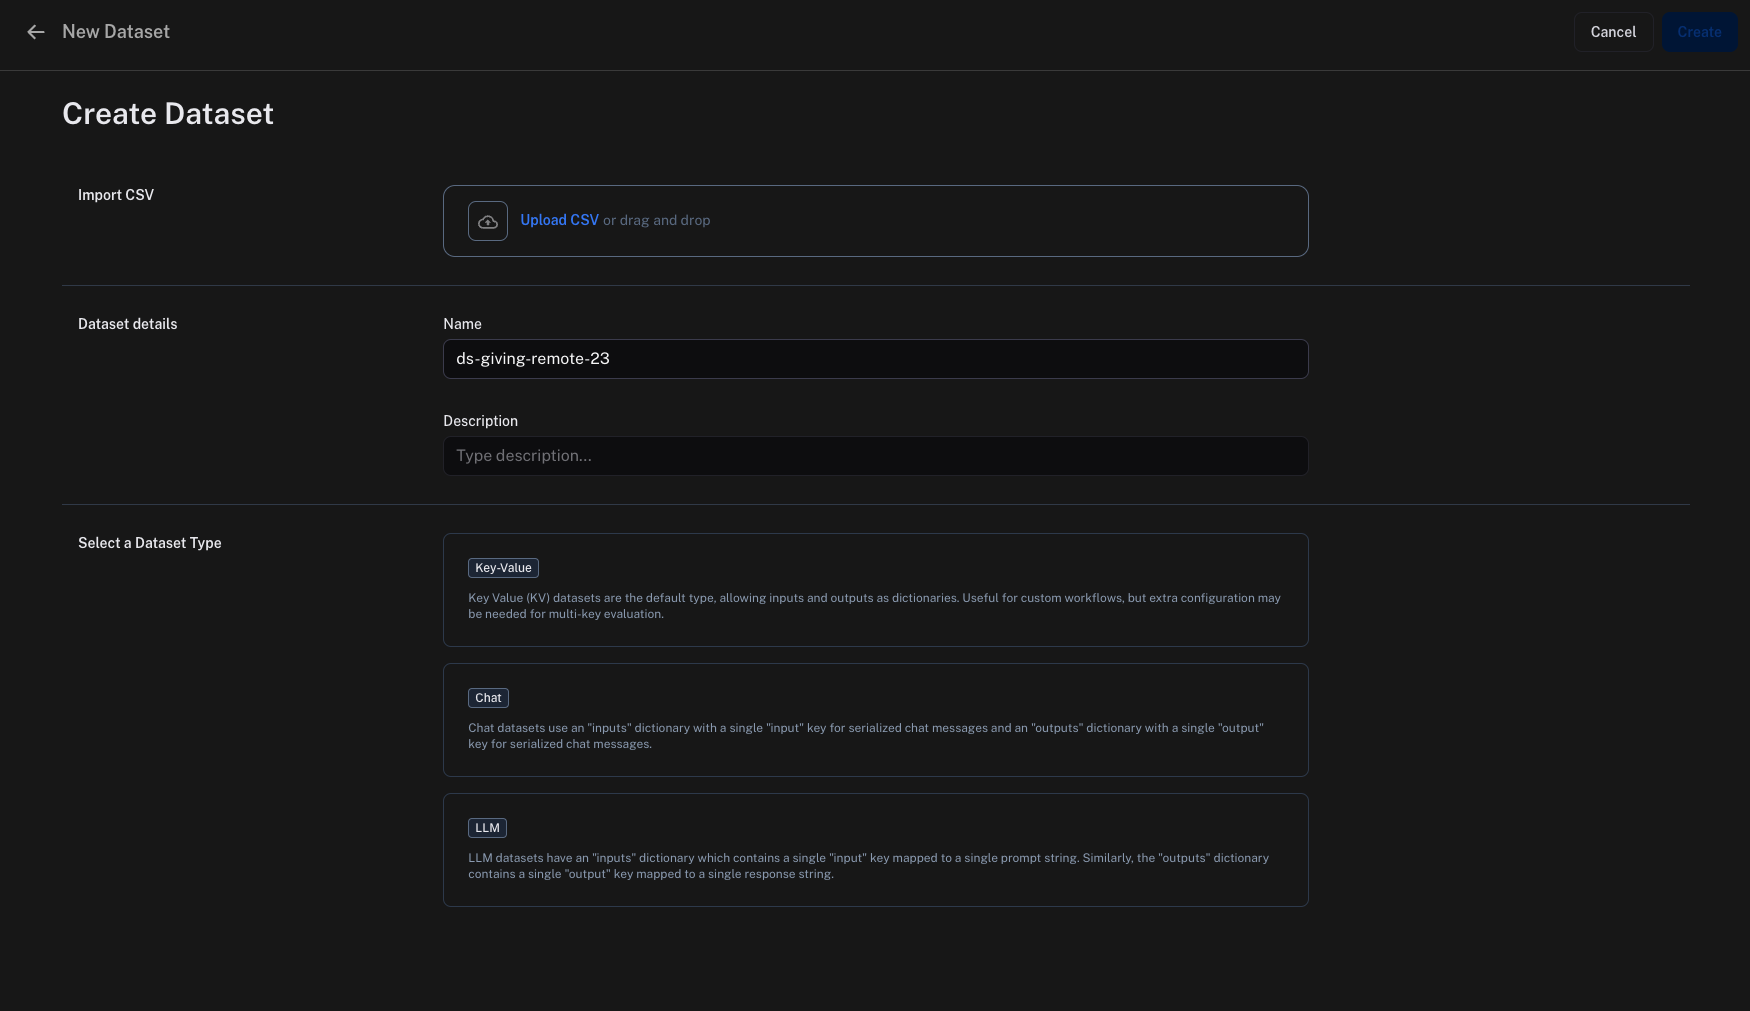 New Dataset
Cancel
Create
Create Dataset
Import CSV
Upload CSV or drag and drop
Dataset details
Name
ds-giving-remote-23
Description
Type description...
Select a Dataset Type
Key-Value
Key Value (KV) datasets are the default type, allowing inputs and outputs as dictionaries. Useful for custom workflows, but extra configuration may
be needed for multi-key evaluation.
Chat
Chat datasets use an "inputs" dictionary with a single "input" key for serialized chat messages and an "outputs" dictionary with a single "output"
key for serialized chat messages.
LLM
LLM datasets have an "inputs" dictionary which contains a single "input" key mapped to a single prompt string. Similarly, the "outputs" dictionary
contains a single "output" key mapped to a single response string.